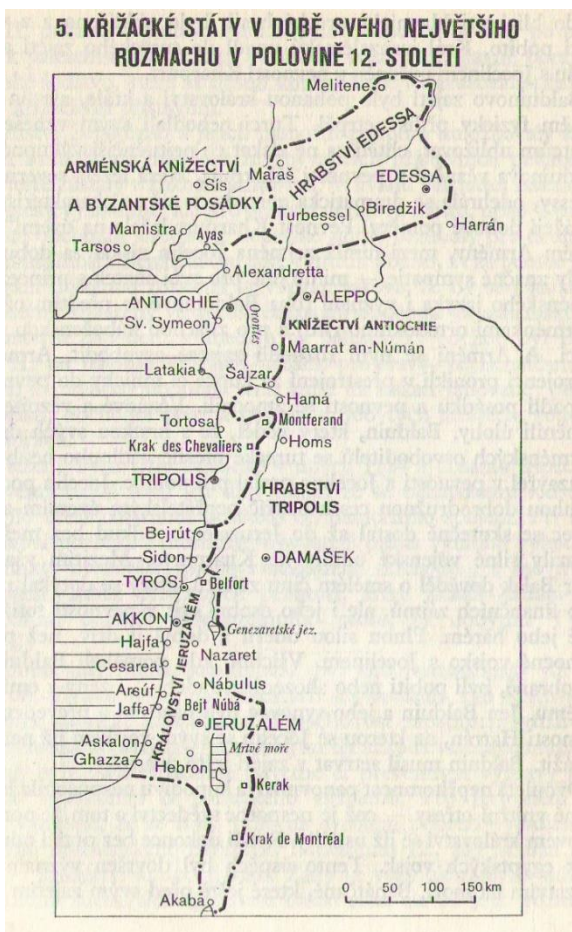 5. KŘIŽÁCKÉ STÁTY V DOBĚ SVÉHO NEJVĚTŠÍHO
ROZMACHU V POLOVINĚ 12. STOLETÍ
Melitene
HRABSTVÍ EDESSA
ARMÉNSKÁ KNÍŽECTVÍ
Maraš
Sís
EDESSA
A BYZANTSKÉ POSÁDKY
Biredžik
Turbessel
Harrán
Mamistra
Ayas
Tarsos
Alexandretta
ANTIOCHIE
ALEPPO
Sv. Symeon
Orontes
KNÍŽECTVÍ ANTIOCHIE
Maarrat an-Númán
Latakia
Šajzar
Hamá
Tortosa
Montferand
Krak des Chevaliers
Homs
TRIPOLIS
HRABSTVÍ
TRIPOLIS
Bejrút
Sidon
DAMAŠEK
TYROS
Belfort
AKKON
Genezaretské jez.
Hajfa
Nazaret
Cesarea
KRÁLOVSTVÍ JERUZALÉM
Nábulus
Arsúf
Bejt Núbá
Jaffa
JERUZALÉM
Askalon
Mrtvé moře
Ghazza
Hebron
Kerak
Krak de Montréal
Akaba
0 50 100 150 km